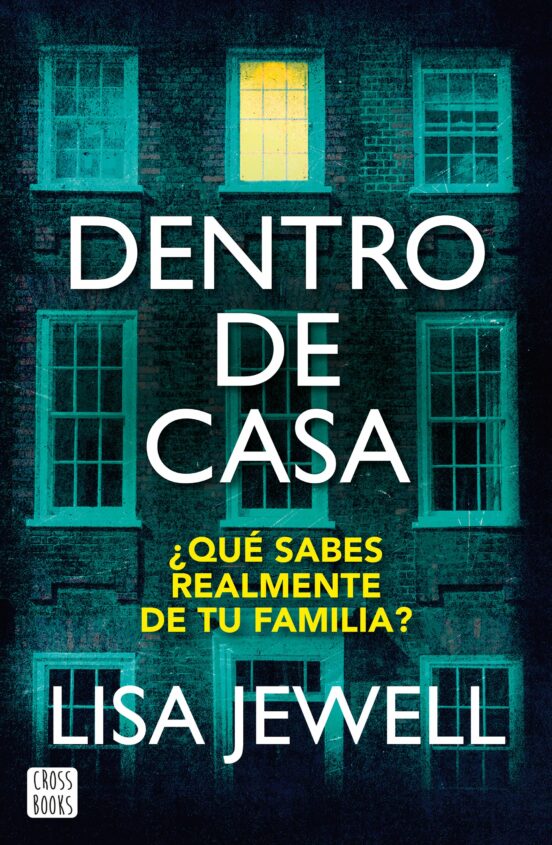 DENTRO
DE
CASA
¿QUÉ SABES
REALMENTE
DE TU FAMILIA?
LISA JEWELL
CROSS
BOOKS